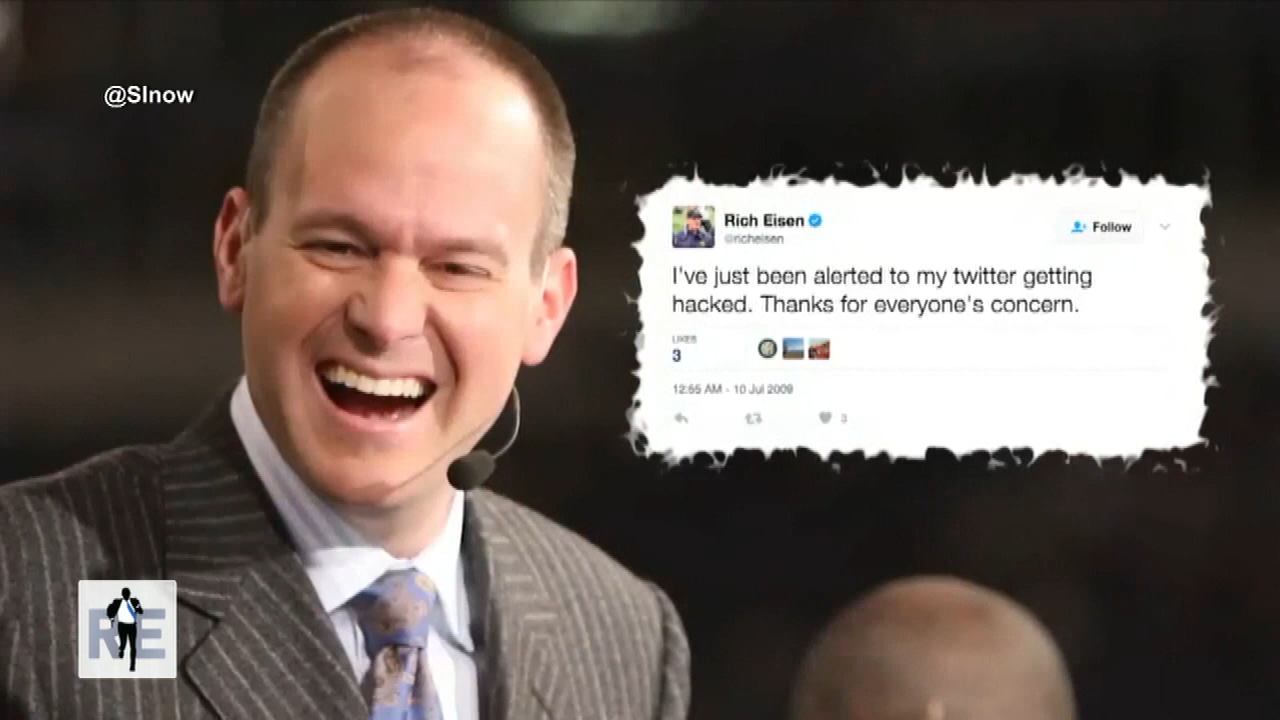 @SInow
Rich Eisen
@richeisen
Follow
I've just been alerted to my twitter getting
hacked. Thanks for everyone's concern.
LIKES
3
12:55 AM - 10 Jul 2009
3
RE